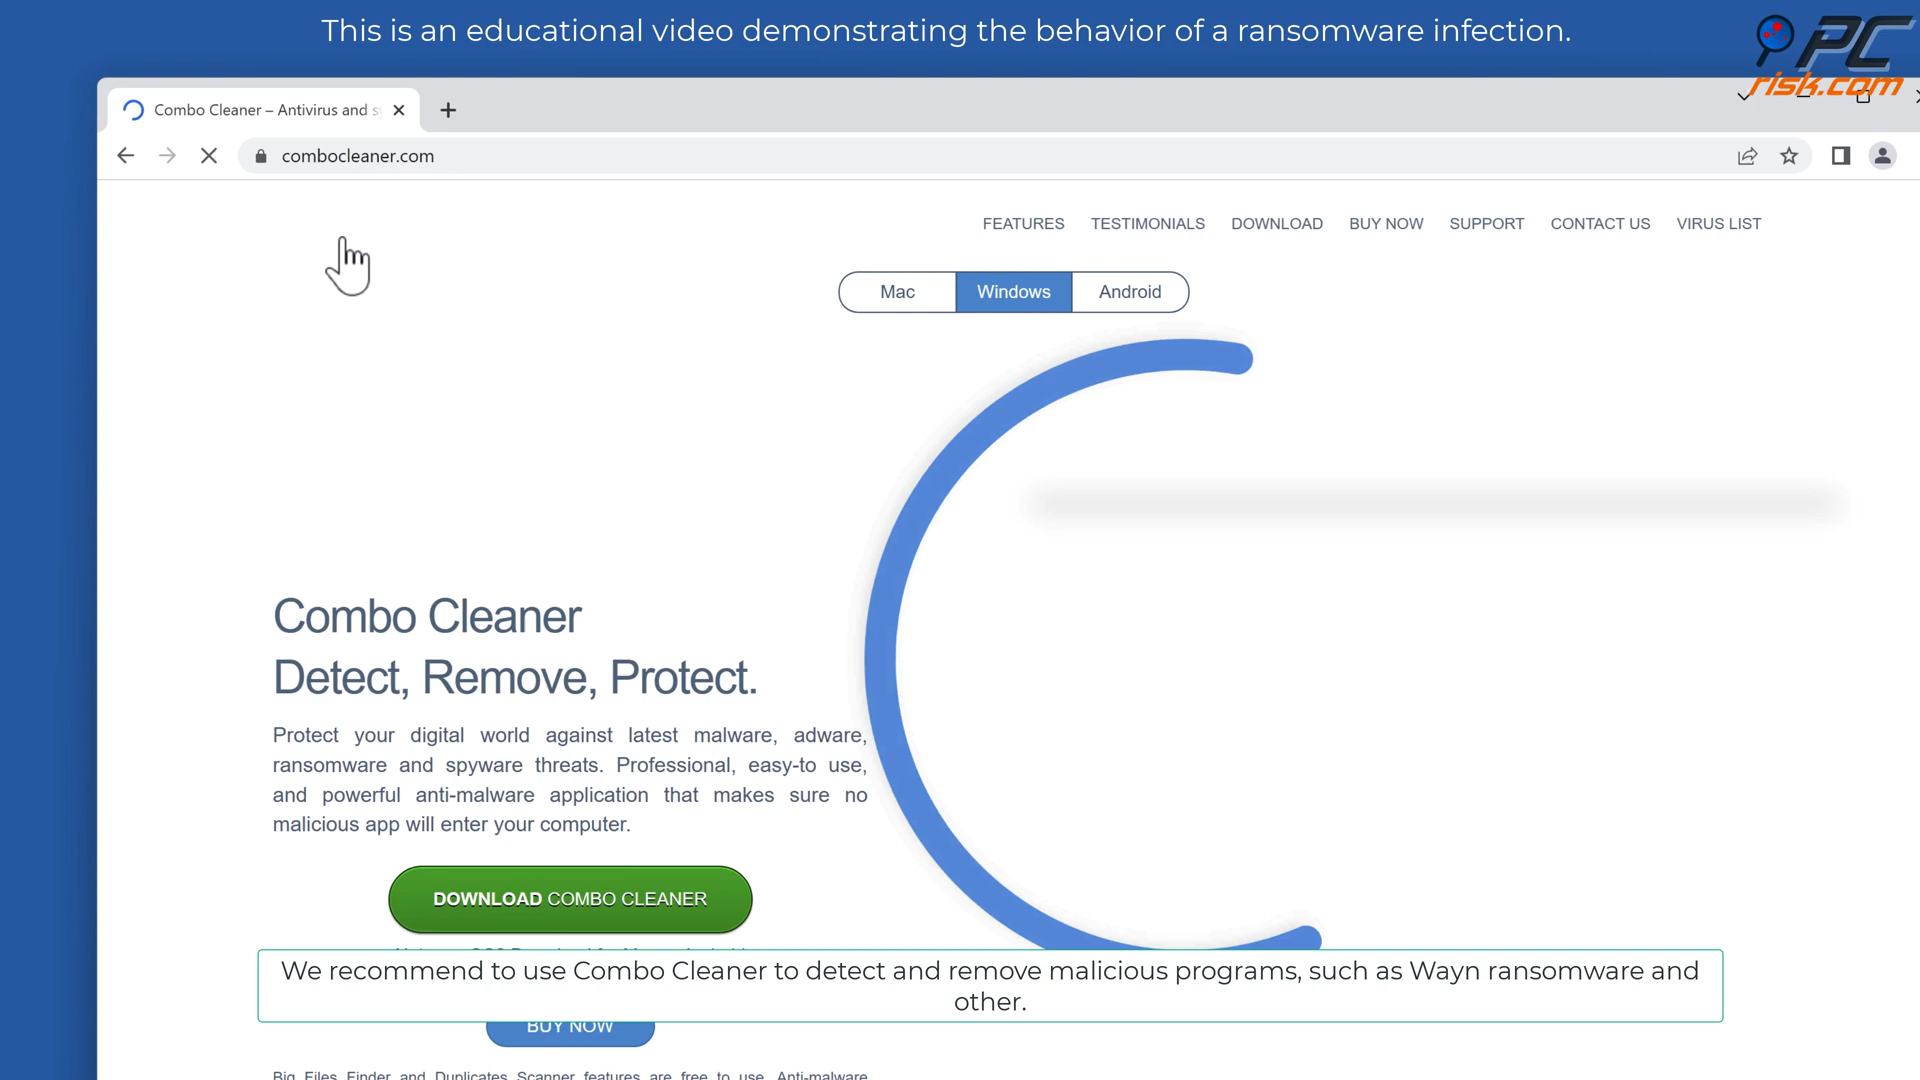 This is an educational video demonstrating the behavior of a ransomware infection.
PC
risk.com
Combo Cleaner – Antivirus and s
combocleaner.com
FEATURES TESTIMONIALS DOWNLOAD BUY NOW SUPPORT CONTACT US VIRUS LIST
Mac Windows Android
Combo Cleaner
Detect, Remove, Protect.
Protect your digital world against latest malware, adware,
ransomware and spyware threats. Professional, easy-to use,
and powerful anti-malware application that makes sure no
malicious app will enter your computer.
DOWNLOAD COMBO CLEANER
We recommend to use Combo Cleaner to detect and remove malicious programs, such as Wayn ransomware and
other.
BUY NOW
Big Files Finder and Duplicates Scanner features are free to use. Anti-malware